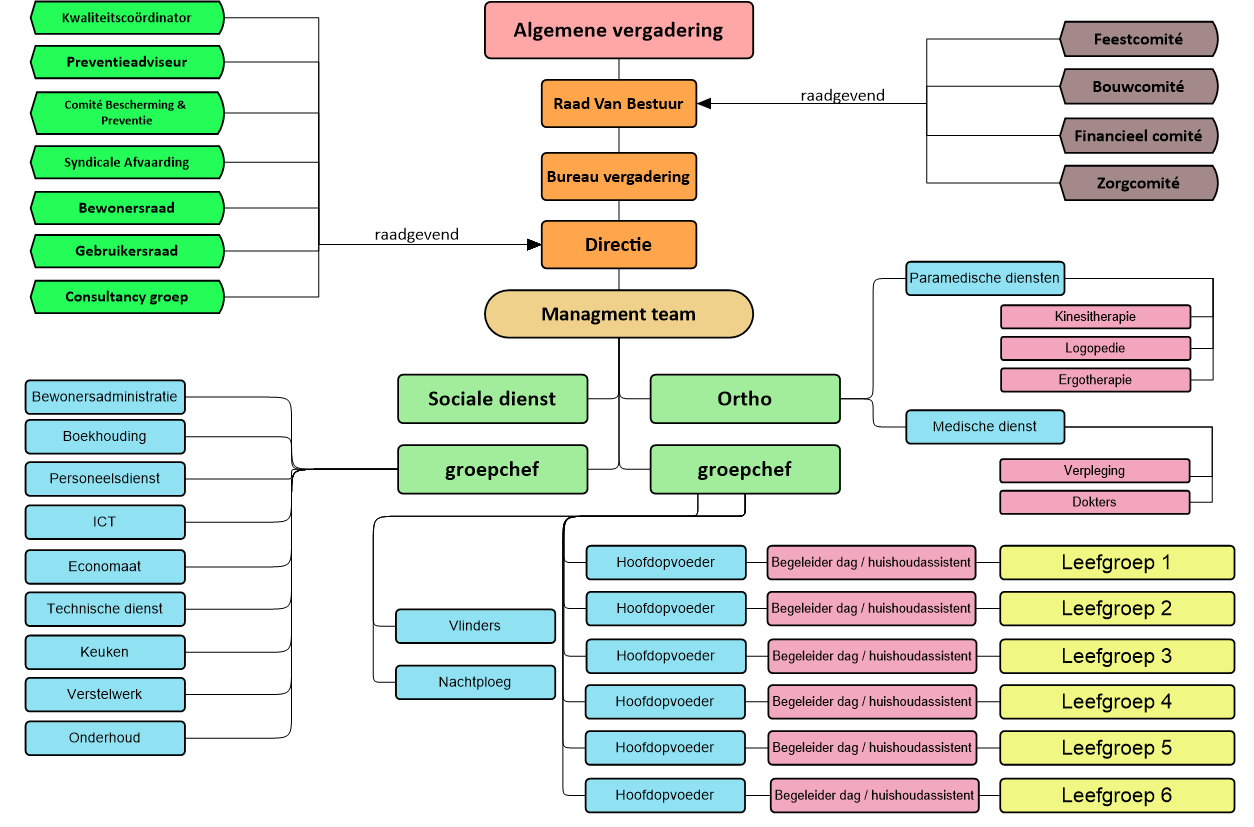 Kwaliteitscoördinator
Preventieadviseur
Comité Bescherming &
Preventie
Syndicale Afvaarding
Bewonersraad
Gebruikersraad
Consultancy groep
raadgevend
Algemene vergadering
Raad Van Bestuur
Bureau vergadering
Directie
Managment team
raadgevend
Feestcomité
Bouwcomité
Financieel comité
Zorgcomité
Sociale dienst
Ortho
groepchef
groepchef
Paramedische diensten
Kinesitherapie
Logopedie
Ergotherapie
Medische dienst
Verpleging
Dokters
Bewonersadministratie
Boekhouding
Personeelsdienst
ICT
Economaat
Technische dienst
Keuken
Verstelwerk
Onderhoud
Vlinders
Nachtploeg
Hoofdopvoeder Begeleider dag / huishoudassistent Leefgroep 1
Hoofdopvoeder Begeleider dag / huishoudassistent Leefgroep 2
Hoofdopvoeder Begeleider dag / huishoudassistent Leefgroep 3
Hoofdopvoeder Begeleider dag / huishoudassistent Leefgroep 4
Hoofdopvoeder Begeleider dag / huishoudassistent Leefgroep 5
Hoofdopvoeder Begeleider dag / huishoudassistent Leefgroep 6